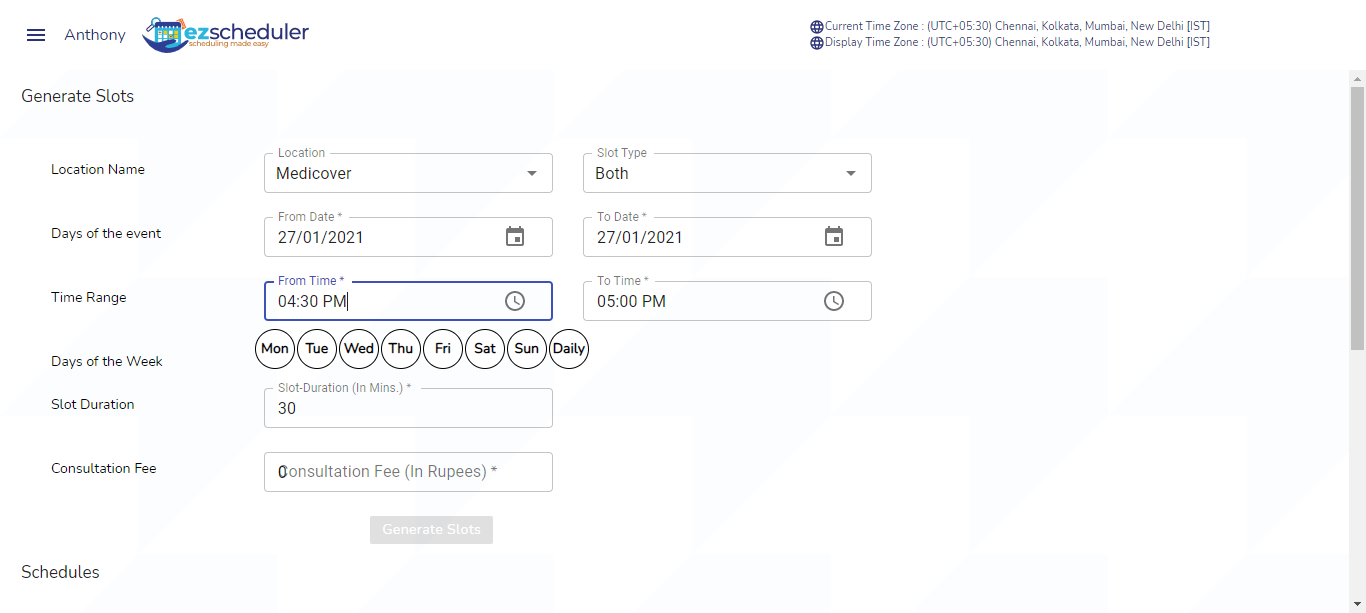 Anthony
ezscheduler
scheduling made easy
Current Time Zone : (UTC+05:30) Chennai, Kolkata, Mumbai, New Delhi [IST]
Display Time Zone : (UTC+05:30) Chennai, Kolkata, Mumbai, New Delhi [IST]
Generate Slots
Location Name
Location
Medicover
Slot Type
Both
Days of the event
From Date *
27/01/2021
To Date *
27/01/2021
Time Range
From Time *
04:30 PM
To Time *
05:00 PM
Days of the Week
Mon Tue Wed Thu Fri Sat Sun Daily
Slot Duration
Slot-Duration (In Mins.) *
30
Consultation Fee
0
Consultation Fee (In Rupees) *
Generate Slots
Schedules